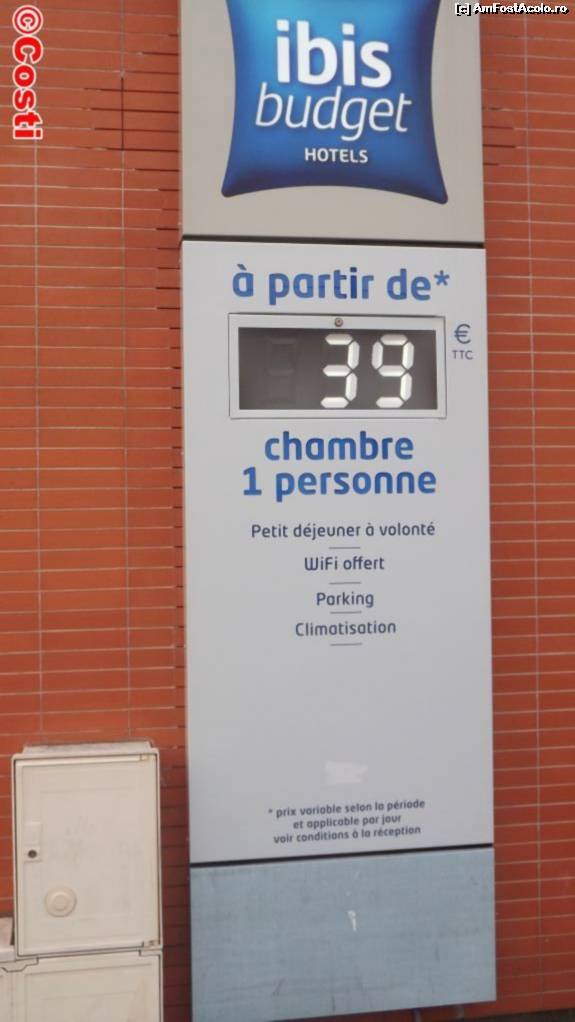 [c] AmFostAcolo.ro
©Costi
ibis
budget
HOTELS
à partir de*
39 €
TTC
chambre
1 personne
Petit déjeuner à volonté
WiFi offert
Parking
Climatisation
* prix variable selon la période
et applicable par jour
voir conditions à la réception